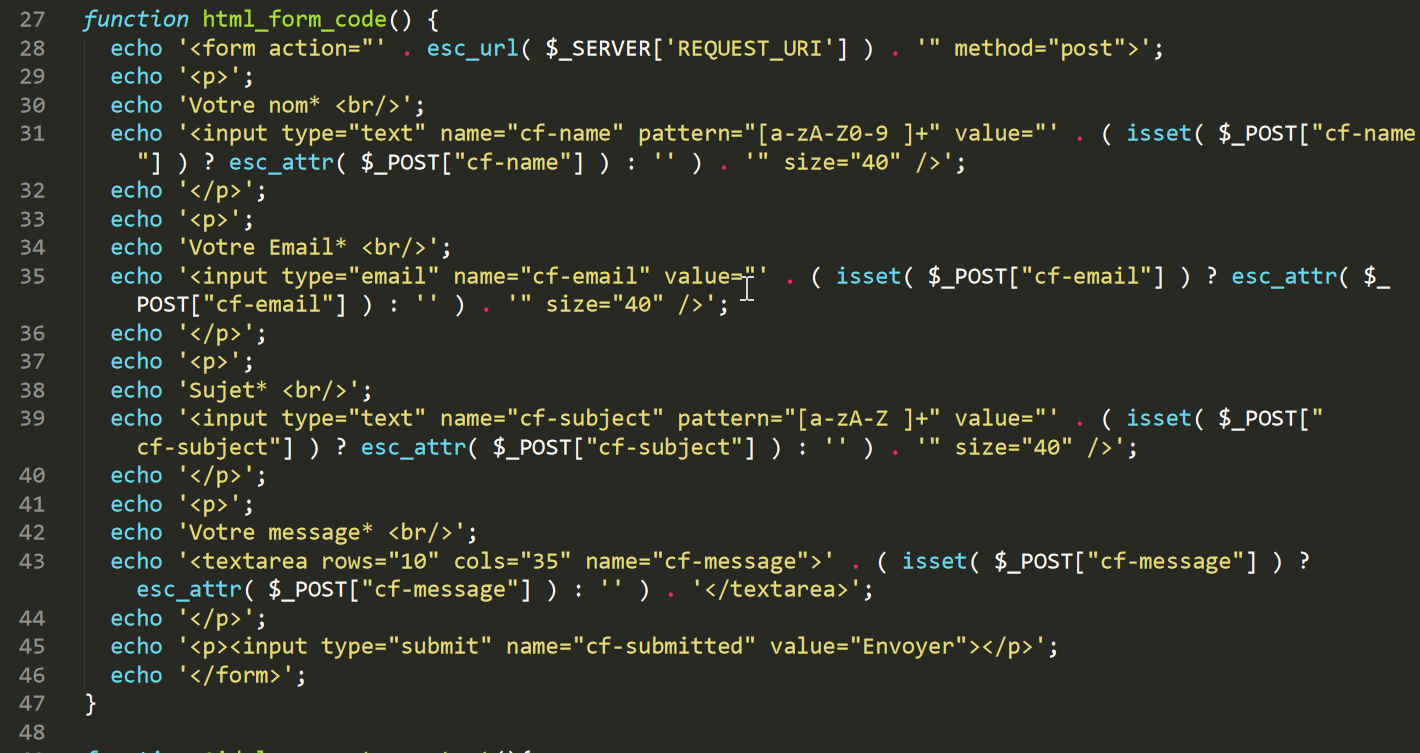 27 function html_form_code() {
28 echo '<form action="' . esc_url( $_SERVER['REQUEST_URI'] ) . '" method="post">';
29 echo '<p>';
30 echo 'Votre nom* <br/>';
31 echo '<input type="text" name="cf-name" pattern="[a-zA-Z0-9 ]+" value="' . ( isset( $_POST["cf-name
"] ) ? esc_attr( $_POST["cf-name"] ) : '' ) . '" size="40" />';
32 echo '</p>';
33 echo '<p>';
34 echo 'Votre Email* <br/>';
35 echo '<input type="email" name="cf-email" value="' . ( isset( $_POST["cf-email"] ) ? esc_attr( $_
POST["cf-email"] ) : '' ) . '" size="40" />';
36 echo '</p>';
37 echo '<p>';
38 echo 'Sujet* <br/>';
39 echo '<input type="text" name="cf-subject" pattern="[a-zA-Z ]+" value="' . ( isset( $_POST["
cf-subject"] ) ? esc_attr( $_POST["cf-subject"] ) : '' ) . '" size="40" />';
40 echo '</p>';
41 echo '<p>';
42 echo 'Votre message* <br/>';
43 echo '<textarea rows="10" cols="35" name="cf-message">' . ( isset( $_POST["cf-message"] ) ?
esc_attr( $_POST["cf-message"] ) : '' ) . '</textarea>';
44 echo '</p>';
45 echo '<p><input type="submit" name="cf-submitted" value="Envoyer"></p>';
46 echo '</form>';
47 }
48